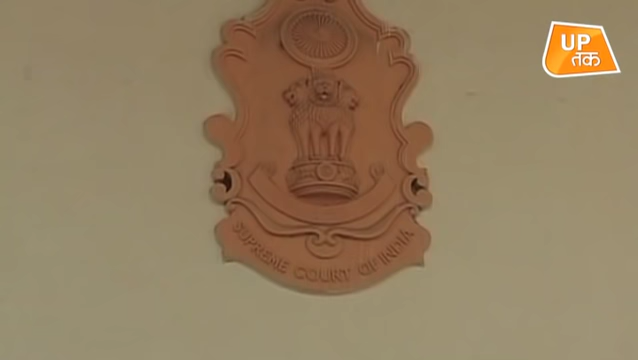 UP
तक
SUPREME COURT OF INDIA